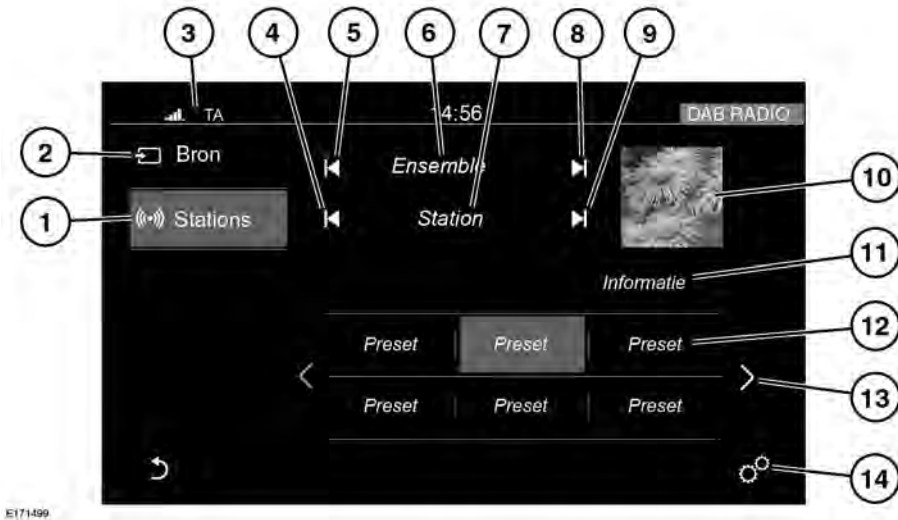 3 4 5 6 7 8 9
TA 14:56 DAB RADIO
2 Bron Ensemble 10
1 Stations Station
Informatie 11
Preset Preset Preset 12
13
Preset Preset Preset
14
E171499